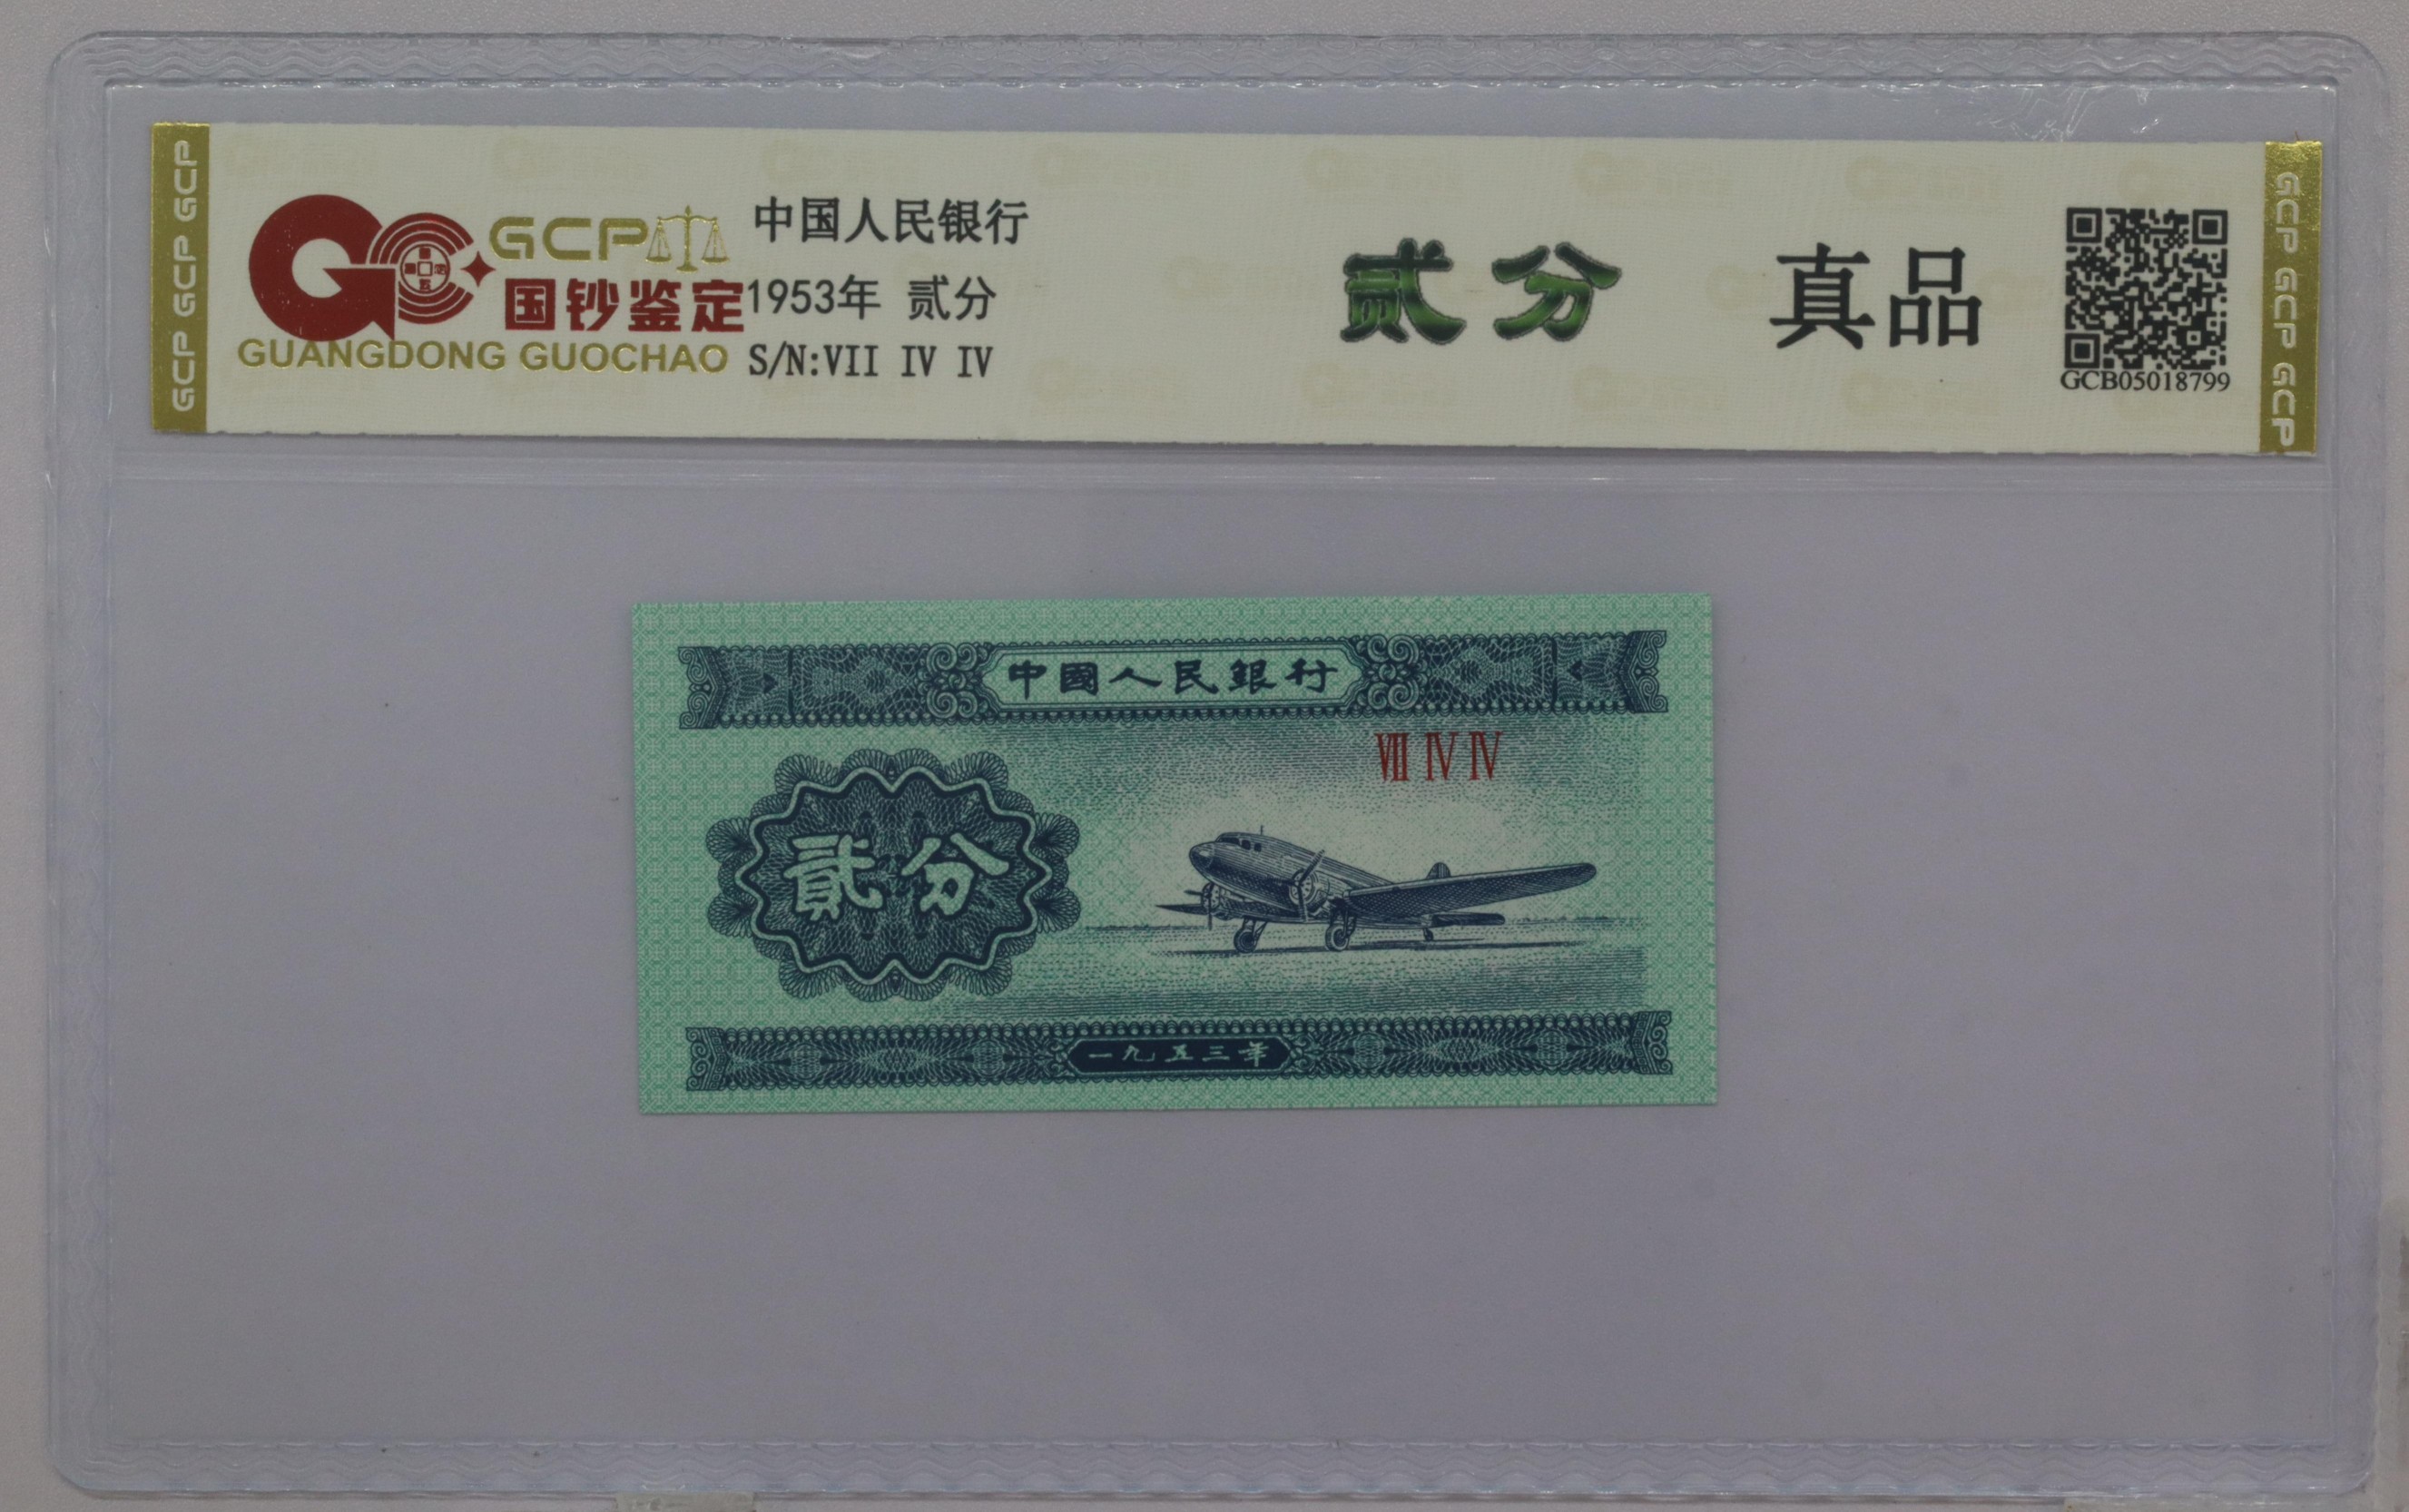 GCP GCP GCP
GCP
国钞鉴定
GUANGDONG GUOCHAO
中国人民银行
1953年 贰分
S/N:VII IV IV
贰分
真品
GCB05018799
GCP GCP GCP
中國人民銀行
VII IV IV
貳分
一九五三年